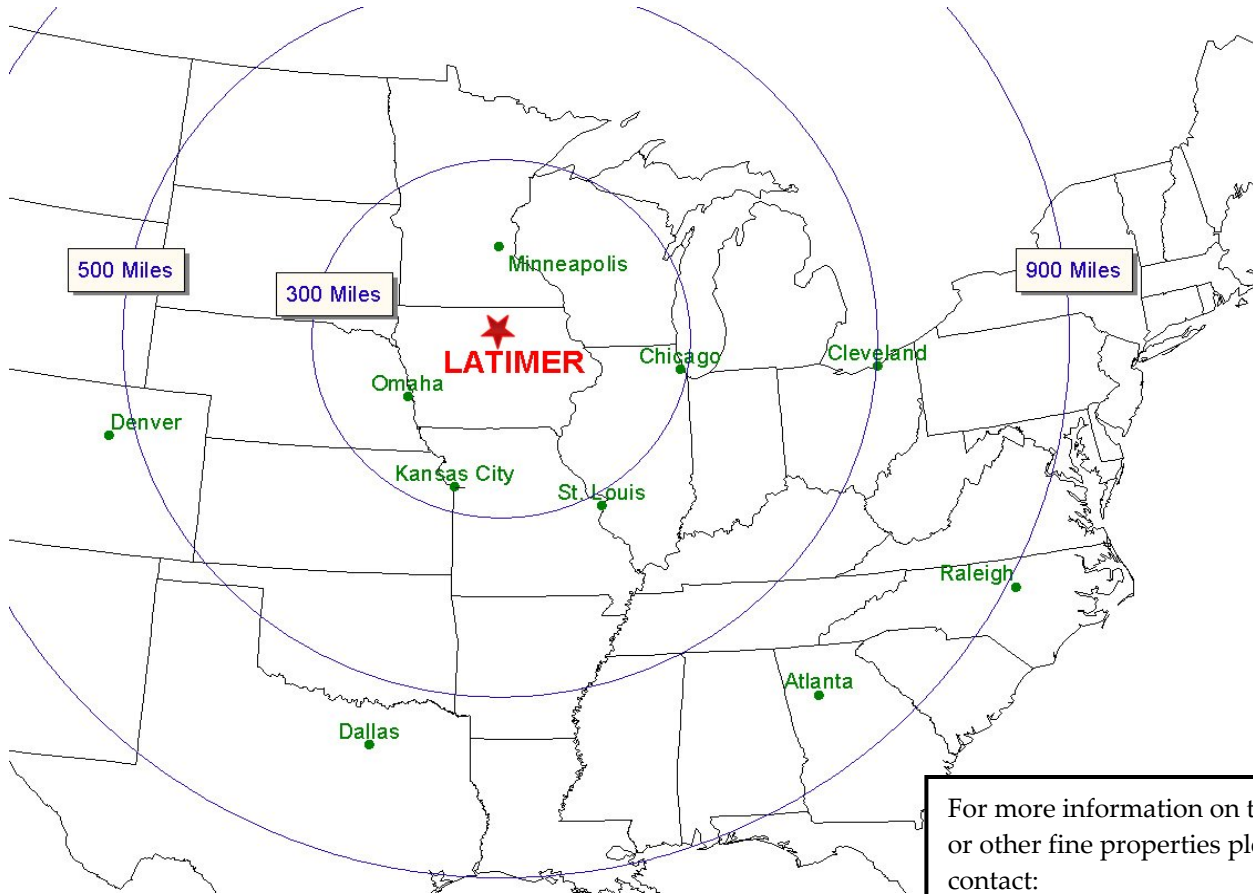 500 Miles
300 Miles
900 Miles
Minneapolis
LATIMER
Chicago
Cleveland
Omaha
Denver
Kansas City
St. Louis
Raleigh
Atlanta
Dallas
For more information on t
or other fine properties ple
contact: